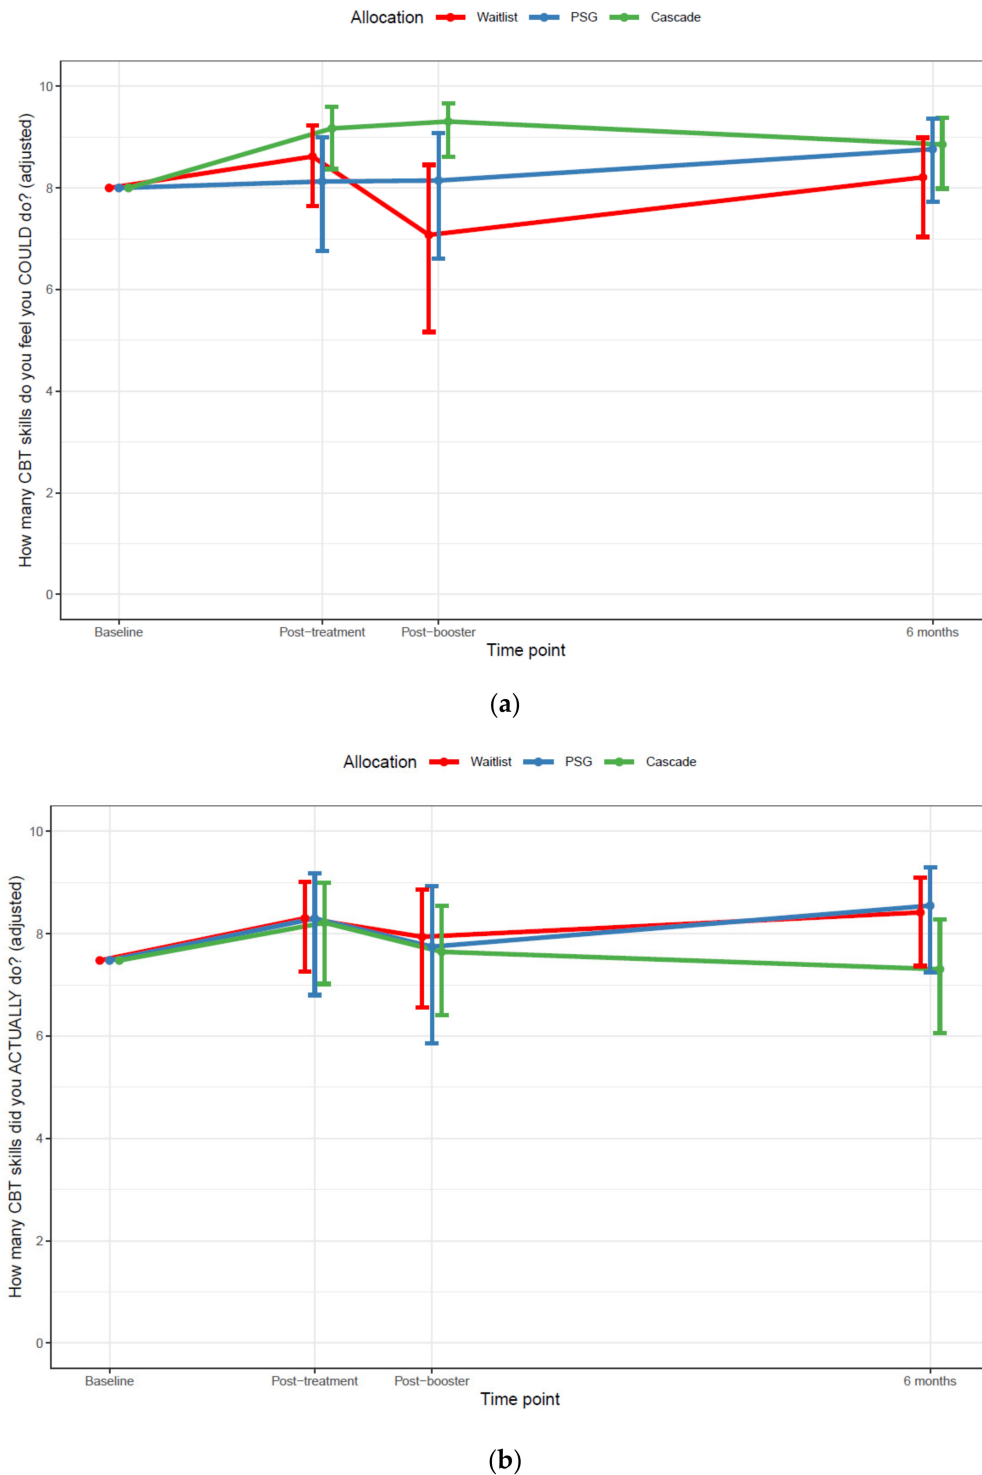 Allocation Waitlist PSG Cascade
How many CBT skills do you feel you COULD do? (adjusted)
10
8
6
4
2
0
Baseline Post-treatment Post-booster 6 months
Time point
(a)
Allocation Waitlist PSG Cascade
How many CBT skills did you ACTUALLY do? (adjusted)
10
8
6
4
2
0
Baseline Post-treatment Post-booster 6 months
Time point
(b)